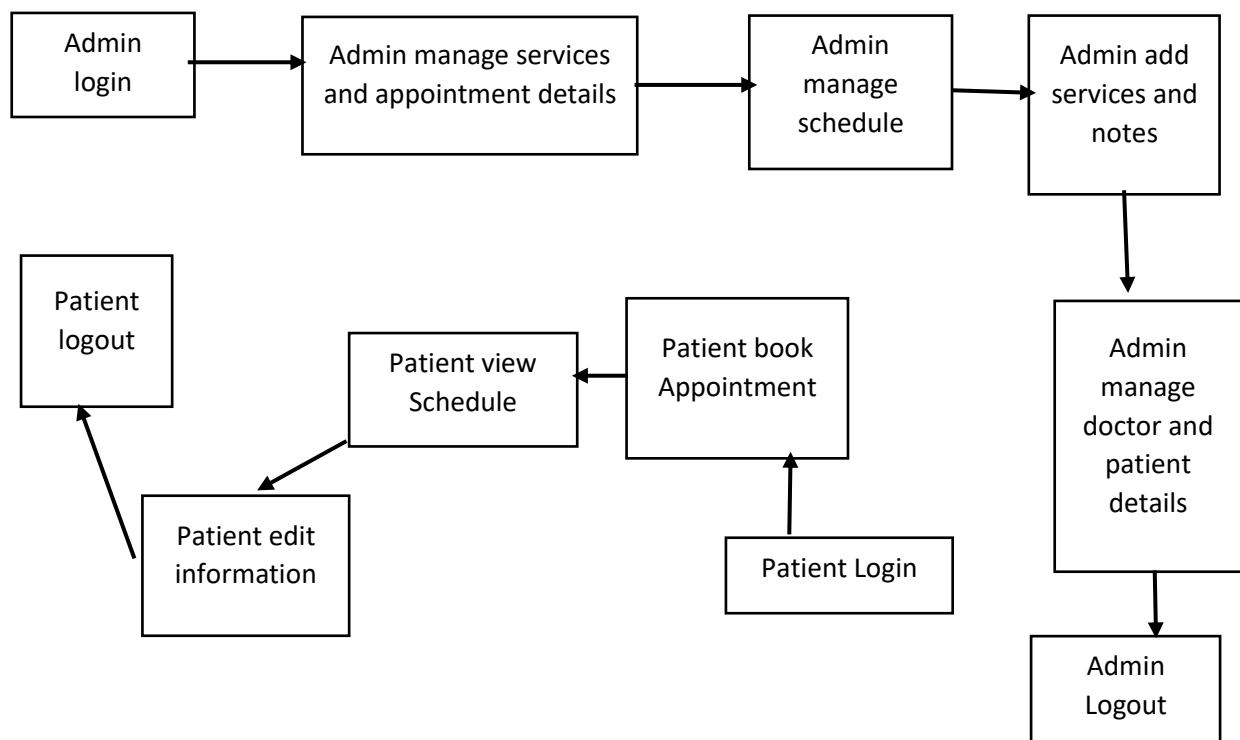 Admin
login
Admin manage services
and appointment details
Admin
manage
schedule
Admin add
services and
notes
Patient
logout
Patient view
Schedule
Patient book
Appointment
Admin
manage
doctor and
patient
details
Patient edit
information
Patient Login
Admin
Logout